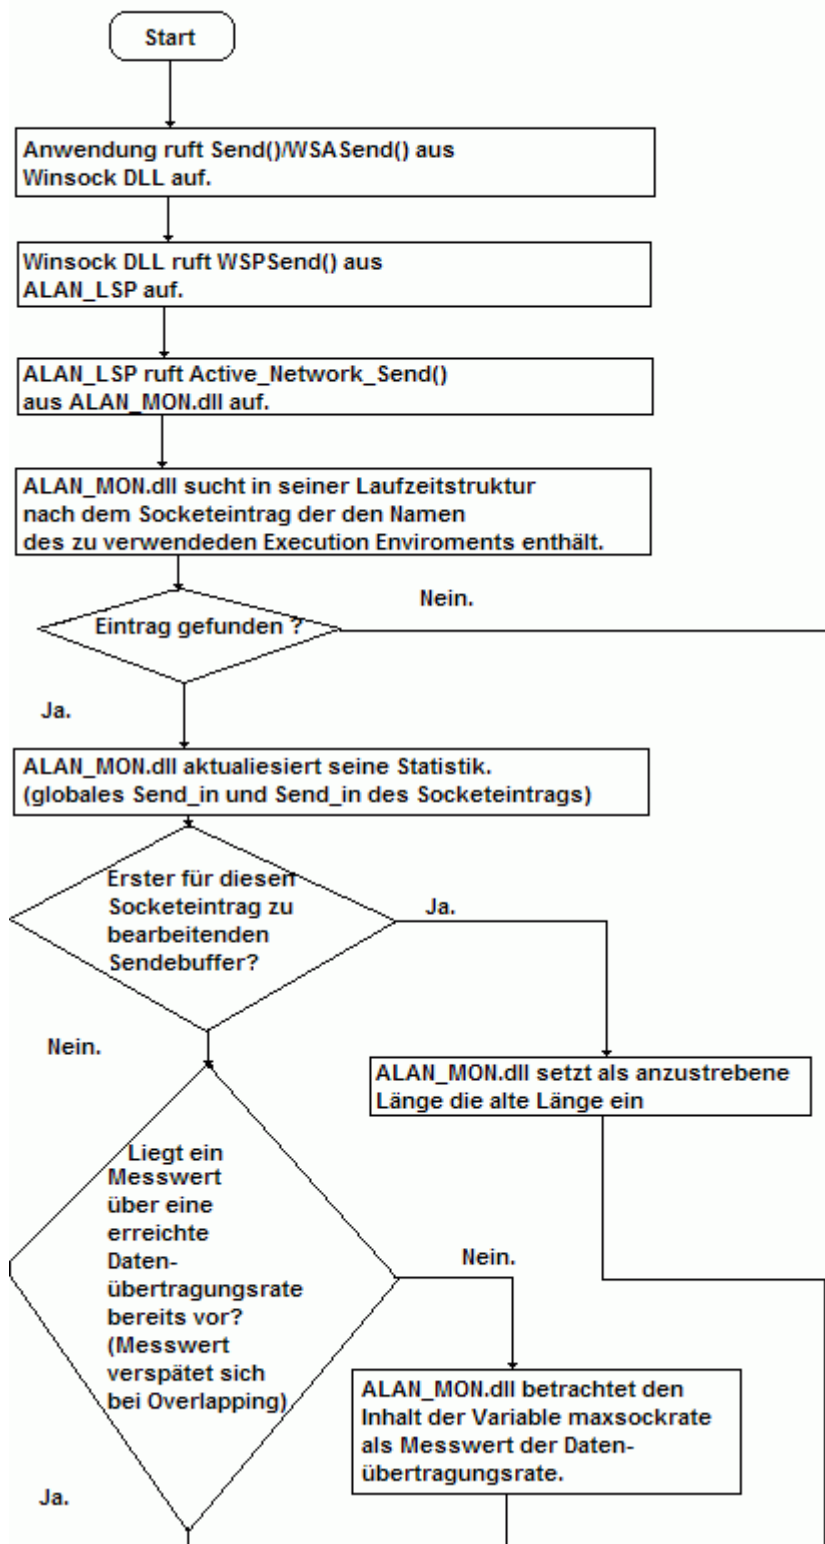 Start
Anwendung ruft Send()/WSASend() aus
Winsock DLL auf.
Winsock DLL ruft WSPSend() aus
ALAN_LSP auf.
ALAN_LSP ruft Active_Network_Send()
aus ALAN_MON.dll auf.
ALAN_MON.dll sucht in seiner Laufzeitstruktur
nach dem Socketeintrag der den Namen
des zu verwendeden Execution Enviroments enthält.
Nein.
Eintrag gefunden ?
Ja.
ALAN_MON.dll aktualiesiert seine Statistik.
(globales Send_in und Send_in des Socketeintrags)
Erster für diesen
Socketeintrag zu
bearbeitenden
Sendebuffer?
Ja.
Nein.
ALAN_MON.dll setzt als anzustrebene
Länge die alte Länge ein
Liegt ein
Messwert
über eine
erreichte
Daten-
übertragungsrate
bereits vor?
(Messwert
verspätet sich
bei Overlapping)
Nein.
ALAN_MON.dll betrachtet den
Inhalt der Variable maxsockrate
als Messwert der Daten-
übertragungsrate.
Ja.